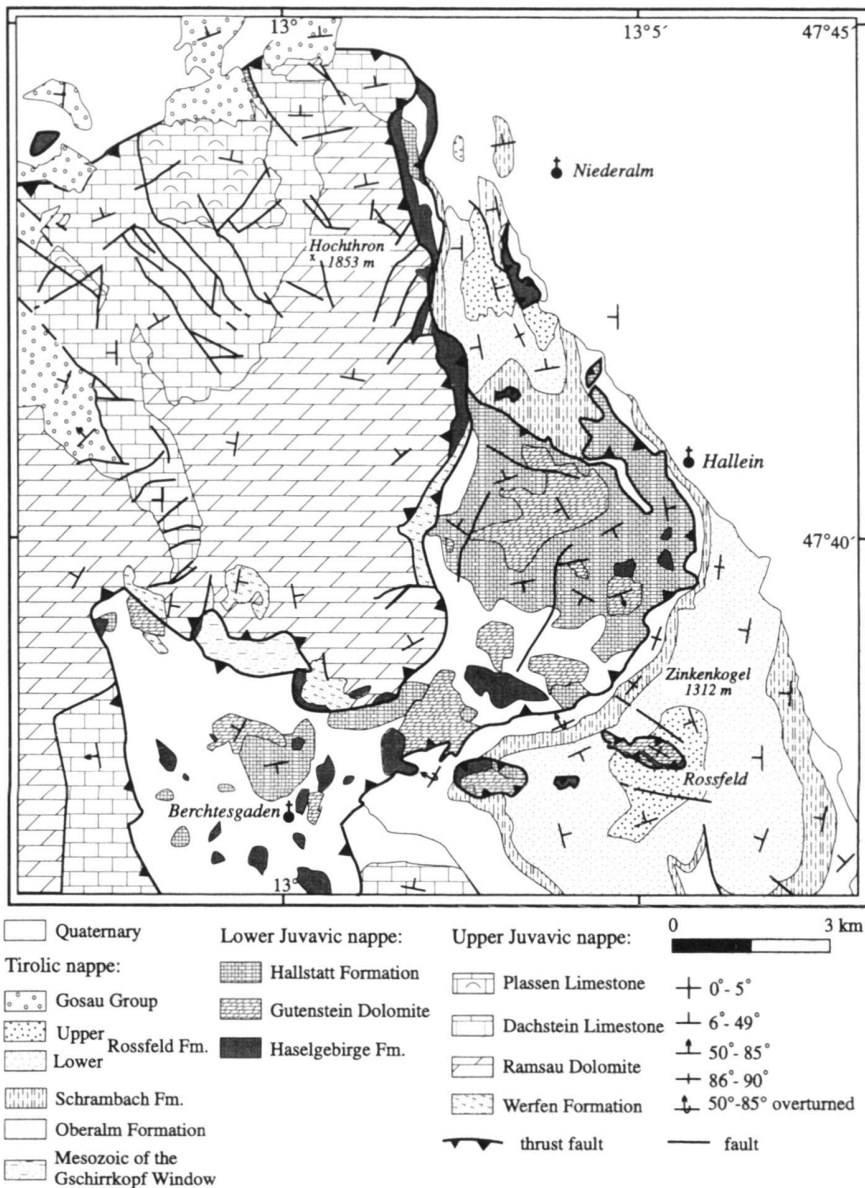 13°
13°5´
47°45´
Niederalm
Hochthron
x
1853 m
Hallein
47°40´
Zinkenkogel
1312 m
Rossfeld
Berchtesgaden
13°
Quaternary
Tirolic nappe:
Gosau Group
Upper
Rossfeld Fm.
Lower
Schrambach Fm.
Oberalm Formation
Mesozoic of the
Gschirrkopf Window
Lower Juvavic nappe:
Hallstatt Formation
Gutenstein Dolomite
Haselgebirge Fm.
Upper Juvavic nappe:
Plassen Limestone
Dachstein Limestone
Ramsau Dolomite
Werfen Formation
thrust fault
0 3 km
0°- 5°
6°- 49°
50°- 85°
86°- 90°
50°-85° overturned
fault